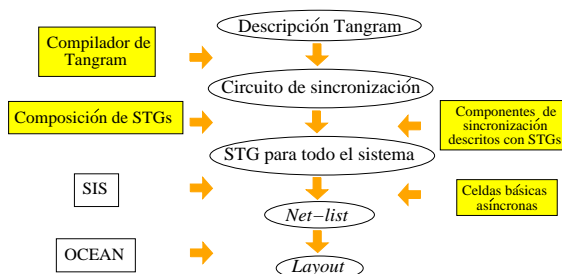 Descripción Tangram
Compilador de
Tangram
Circuito de sincronización
Composición de STGs
Componentes de
sincronización
descritos con STGs
STG para todo el sistema
SIS
Celdas básicas
asíncronas
Net-list
OCEAN
Layout